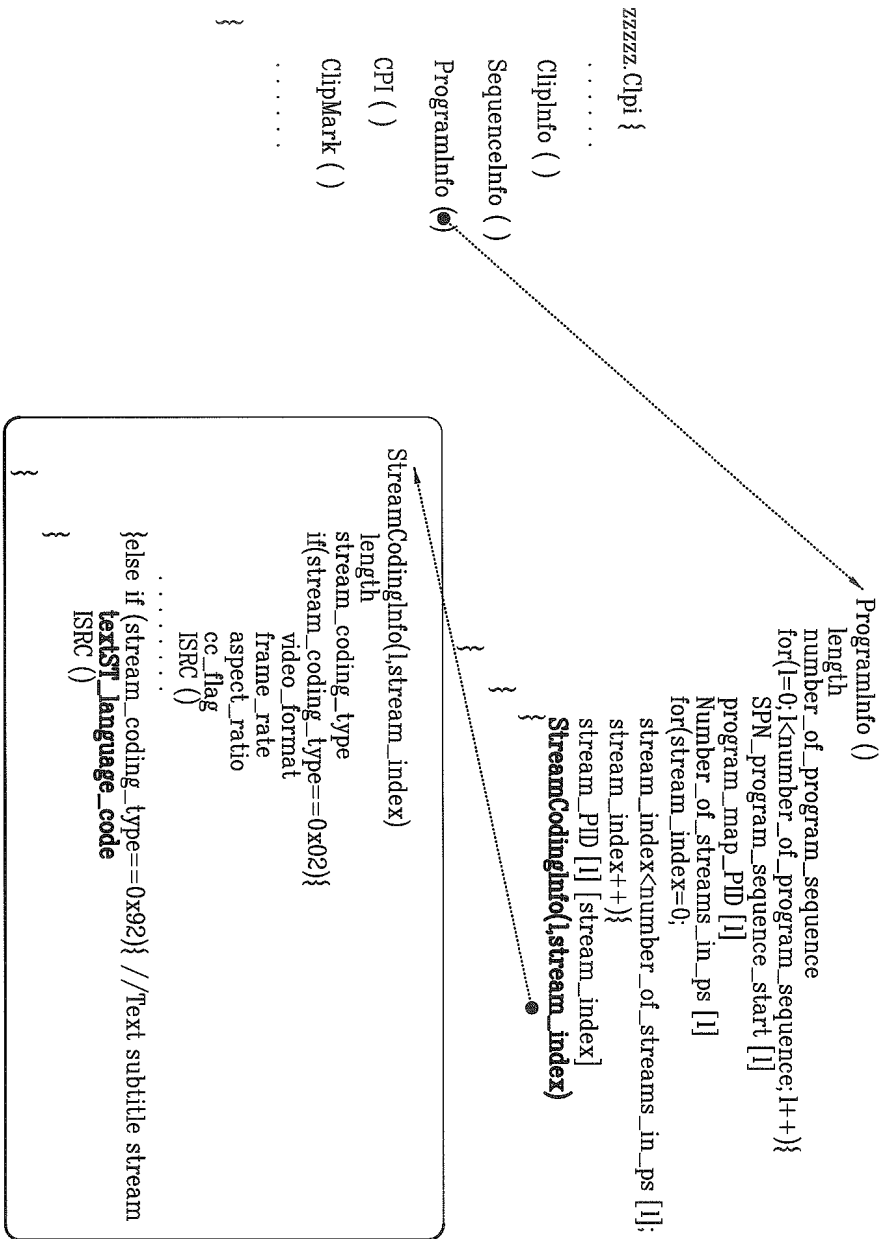 zzzzz.Clpi {
. . . . . .
ClipInfo ( )
SequenceInfo ( )
ProgramInfo ( )
CPI ( )
ClipMark ( )
. . . . . .
}
ProgramInfo ()
length
number_of_program_sequence
for(l=0;l<number_of_program_sequence;l++){
SPN_program_sequence_start [l]
program_map_PID [l]
Number_of_streams_in_ps [l]
for(stream_index=0;
stream_index<number_of_streams_in_ps [l];
stream_index++){
stream_PID [l] [stream_index]
StreamCodingInfo(l,stream_index)
}
}
}
StreamCodingInfo(l,stream_index)
length
stream_coding_type
if(stream_coding_type==0x02){
video_format
frame_rate
aspect_ratio
cc_flag
ISRC ()
. . . . . . . . .
}else if (stream_coding_type==0x92){ //Text subtitle stream
textST_language_code
ISRC ()
}
}